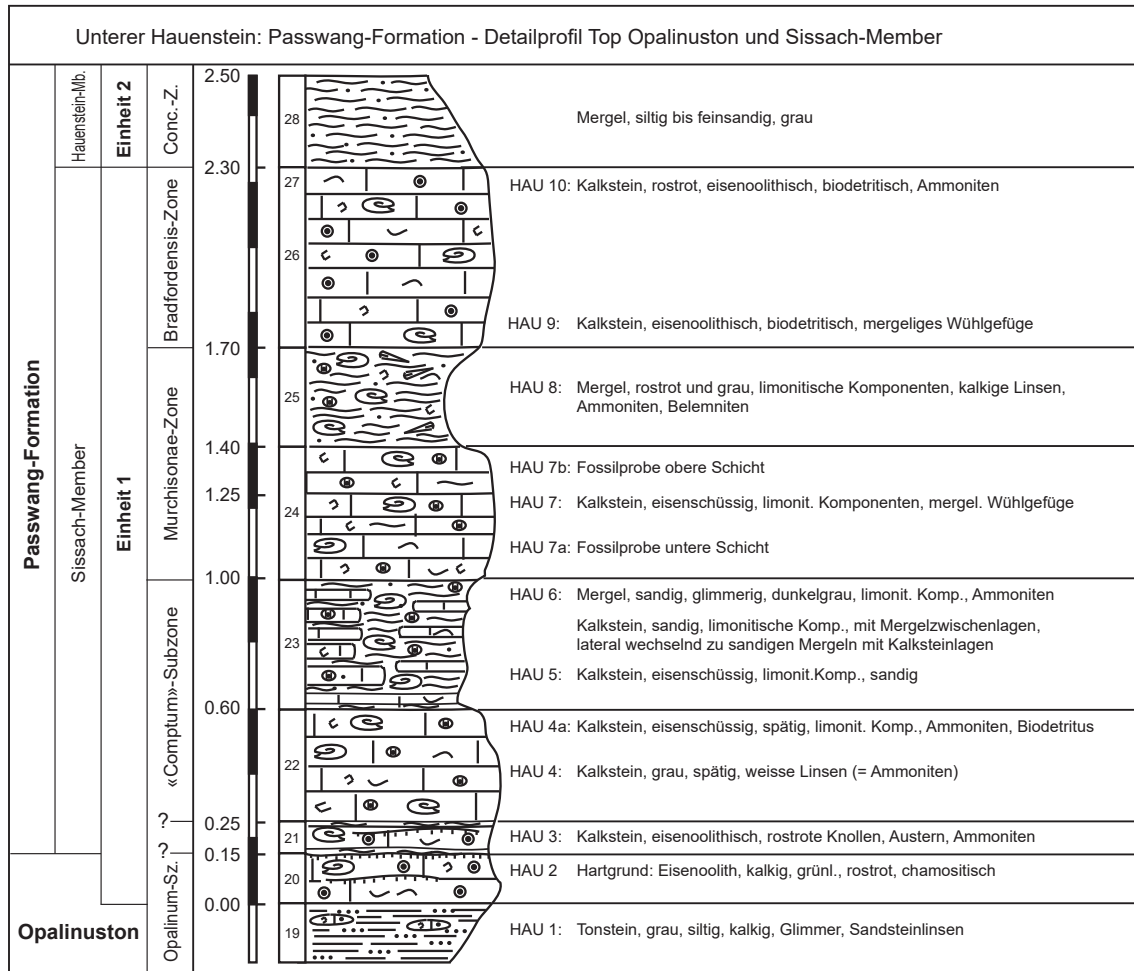 Unterer Hauenstein: Passwang-Formation - Detailprofil Top Opalinuston und Sissach-Member
Passwang-Formation
Opalinuston
Hauenstein-Mb.
Sissach-Member
Einheit 2
Einheit 1
Conc.-Z.
Bradfordensis-Zone
Murchisonae-Zone
«Comptum»-Subzone
?
?
Opalinum-Sz.
2.50
2.30
1.70
1.40
1.25
1.00
0.60
0.25
0.15
0.00
28
27
26
25
24
23
22
21
20
19
Mergel, siltig bis feinsandig, grau
HAU 10: Kalkstein, rostrot, eisenoolithisch, biodetritisch, Ammoniten
HAU 9: Kalkstein, eisenoolithisch, biodetritisch, mergeliges Wühlgefüge
HAU 8: Mergel, rostrot und grau, limonitische Komponenten, kalkige Linsen,
Ammoniten, Belemniten
HAU 7b: Fossilprobe obere Schicht
HAU 7: Kalkstein, eisenschüssig, limonit. Komponenten, mergel. Wühlgefüge
HAU 7a: Fossilprobe untere Schicht
HAU 6: Mergel, sandig, glimmerig, dunkelgrau, limonit. Komp., Ammoniten
Kalkstein, sandig, limonitische Komp., mit Mergelzwischenlagen,
lateral wechselnd zu sandigen Mergeln mit Kalksteinlagen
HAU 5: Kalkstein, eisenschüssig, limonit.Komp., sandig
HAU 4a: Kalkstein, eisenschüssig, spätig, limonit. Komp., Ammoniten, Biodetritus
HAU 4: Kalkstein, grau, spätig, weisse Linsen (= Ammoniten)
HAU 3: Kalkstein, eisenoolithisch, rostrote Knollen, Austern, Ammoniten
HAU 2 Hartgrund: Eisenoolith, kalkig, grünl., rostrot, chamositisch
HAU 1: Tonstein, grau, siltig, kalkig, Glimmer, Sandsteinlinsen